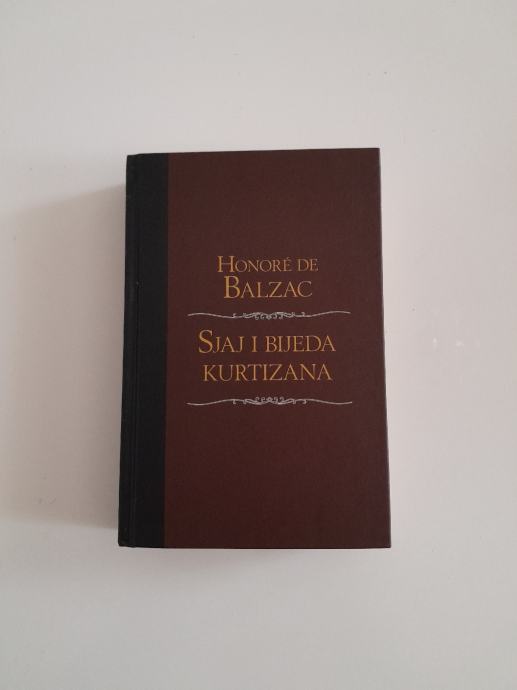 HONORÉ DE
BALZAC
SJAJ I BIJEDA
KURTIZANA